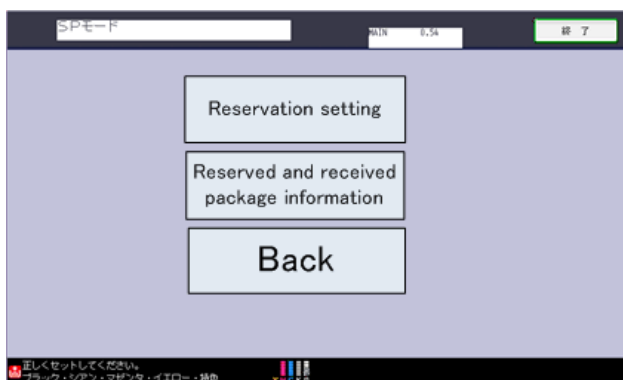 SPモード
MAIN 0.54
終 了
Reservation setting
Reserved and received
package information
Back
正しくセットしてください。
ブラック・シアン・マゼンタ・イエロー・特色